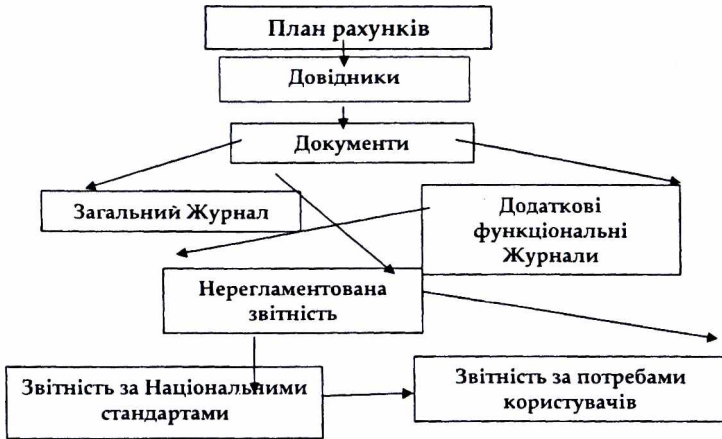 План рахунків
Довідники
Документи
Загальний Журнал
Додаткові
функціональні
Журнали
Нерегламентована
звітність
Звітність за Національними
стандартами
Звітність за потребами
користувачів